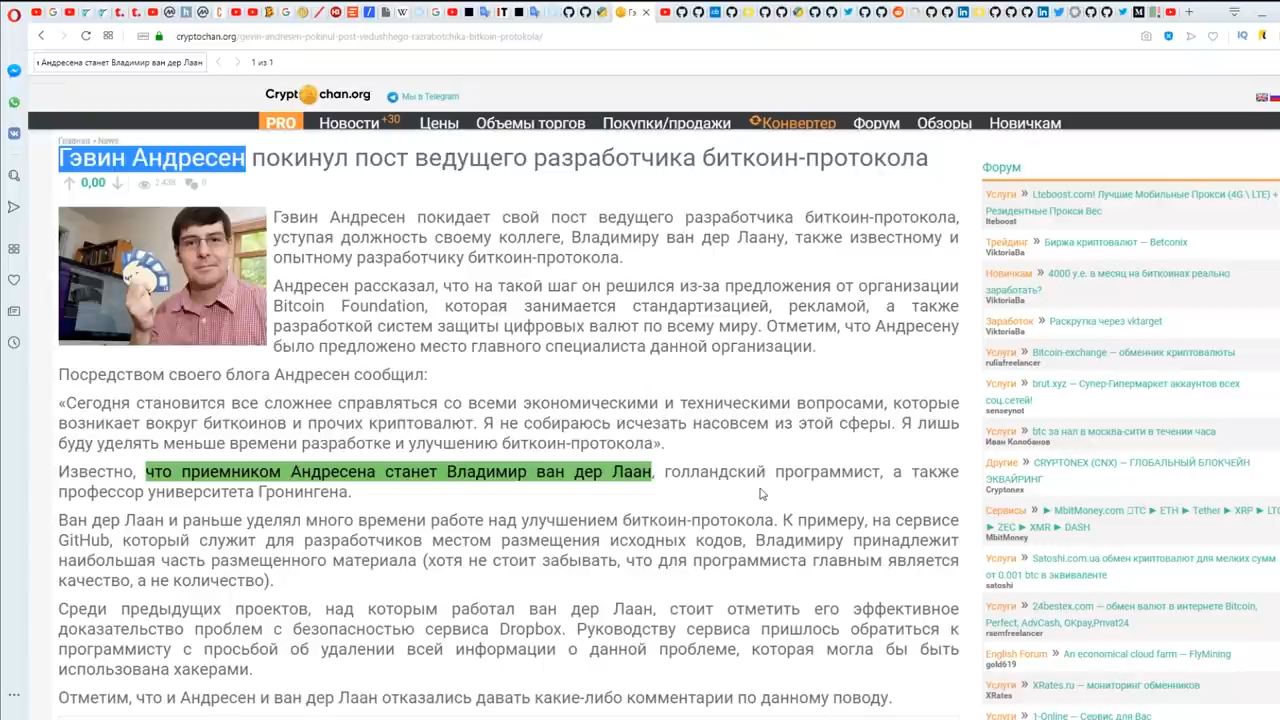 cryptochan.org/gevin-andresen-pokinul-post-vedushhego-razrabotchika-bitkoin-protokola/
Андресена станет Владимир ван дер Лаан
1 из 1
Crypt chan.org
Мы в Telegram
PRO Новости +30 Цены Объемы торгов Покупки/продажи Конвертер Форум Обзоры Новичкам
Главная > News
Гэвин Андресен покинул пост ведущего разработчика биткоин-протокола
0,00 2 438 0
Гэвин Андресен покидает свой пост ведущего разработчика биткоин-протокола,
уступая должность своему коллеге, Владимиру ван дер Лаану, также известному и
опытному разработчику биткоин-протокола.
Андресен рассказал, что на такой шаг он решился из-за предложения от организации
Bitcoin Foundation, которая занимается стандартизацией, рекламой, а также
разработкой систем защиты цифровых валют по всему миру. Отметим, что Андресену
было предложено место главного специалиста данной организации.
Посредством своего блога Андресен сообщил:
«Сегодня становится все сложнее справляться со всеми экономическими и техническими вопросами, которые
возникает вокруг биткоинов и прочих криптовалют. Я не собираюсь исчезать насовсем из этой сферы. Я лишь
буду уделять меньше времени разработке и улучшению биткоин-протокола».
Известно, что приемником Андресена станет Владимир ван дер Лаан, голландский программист, а также
профессор университета Гронингена.
Ван дер Лаан и раньше уделял много времени работе над улучшением биткоин-протокола. К примеру, на сервисе
GitHub, который служит для разработчиков местом размещения исходных кодов, Владимиру принадлежит
наибольшая часть размещенного материала (хотя не стоит забывать, что для программиста главным является
качество, а не количество).
Среди предыдущих проектов, над которым работал ван дер Лаан, стоит отметить его эффективное
доказательство проблем с безопасностью сервиса Dropbox. Руководству сервиса пришлось обратиться к
программисту с просьбой об удалении всей информации о данной проблеме, которая могла бы быть
использована хакерами.
Отметим, что и Андресен и ван дер Лаан отказались давать какие-либо комментарии по данному поводу.
Форум
Услуги » Lteboost.com! Лучшие Мобильные Прокси (4G \ LTE) +
Резидентные Прокси Вес
lteboost
Трейдинг » Биржа криптовалют — Betconix
ViktoriaBa
Новичкам » 4000 у.е. в месяц на биткоинах реально
заработать?
ViktoriaBa
Заработок » Раскрутка через vktarget
ViktoriaBa
Услуги » Bitcoin-exchange — обменник криптовалюты
ruliafreelancer
Услуги » brut.xyz — Супер-Гипермаркет аккаунтов всех
соц.сетей!
senseynot
Услуги » btc за нал в москва-сити в течении часа
Иван Колобанов
Другие » CRYPTONEX (CNX) — ГЛОБАЛЬНЫЙ БЛОКЧЕЙН
ЭКВАЙРИНГ
Cryptonex
Сервисы » ► MbitMoney.com TC ► ETH ► Tether ► XRP ► LTC
► ZEC ► XMR ► DASH
MbitMoney
Услуги » Satoshi.com.ua обмен криптовалют для мелких сумм
от 0.001 btc в эквиваленте
satoshi
Услуги » 24bestex.com — обмен валют в интернете Bitcoin,
Perfect, AdvCash, OKpay,Privat24
raemfreelancer
English Forum » An economical cloud farm — FlyMining
gold619
Услуги » XRates.ru — мониторинг обменников
XRates
Услуги » 1-Online — Сервис для Вас